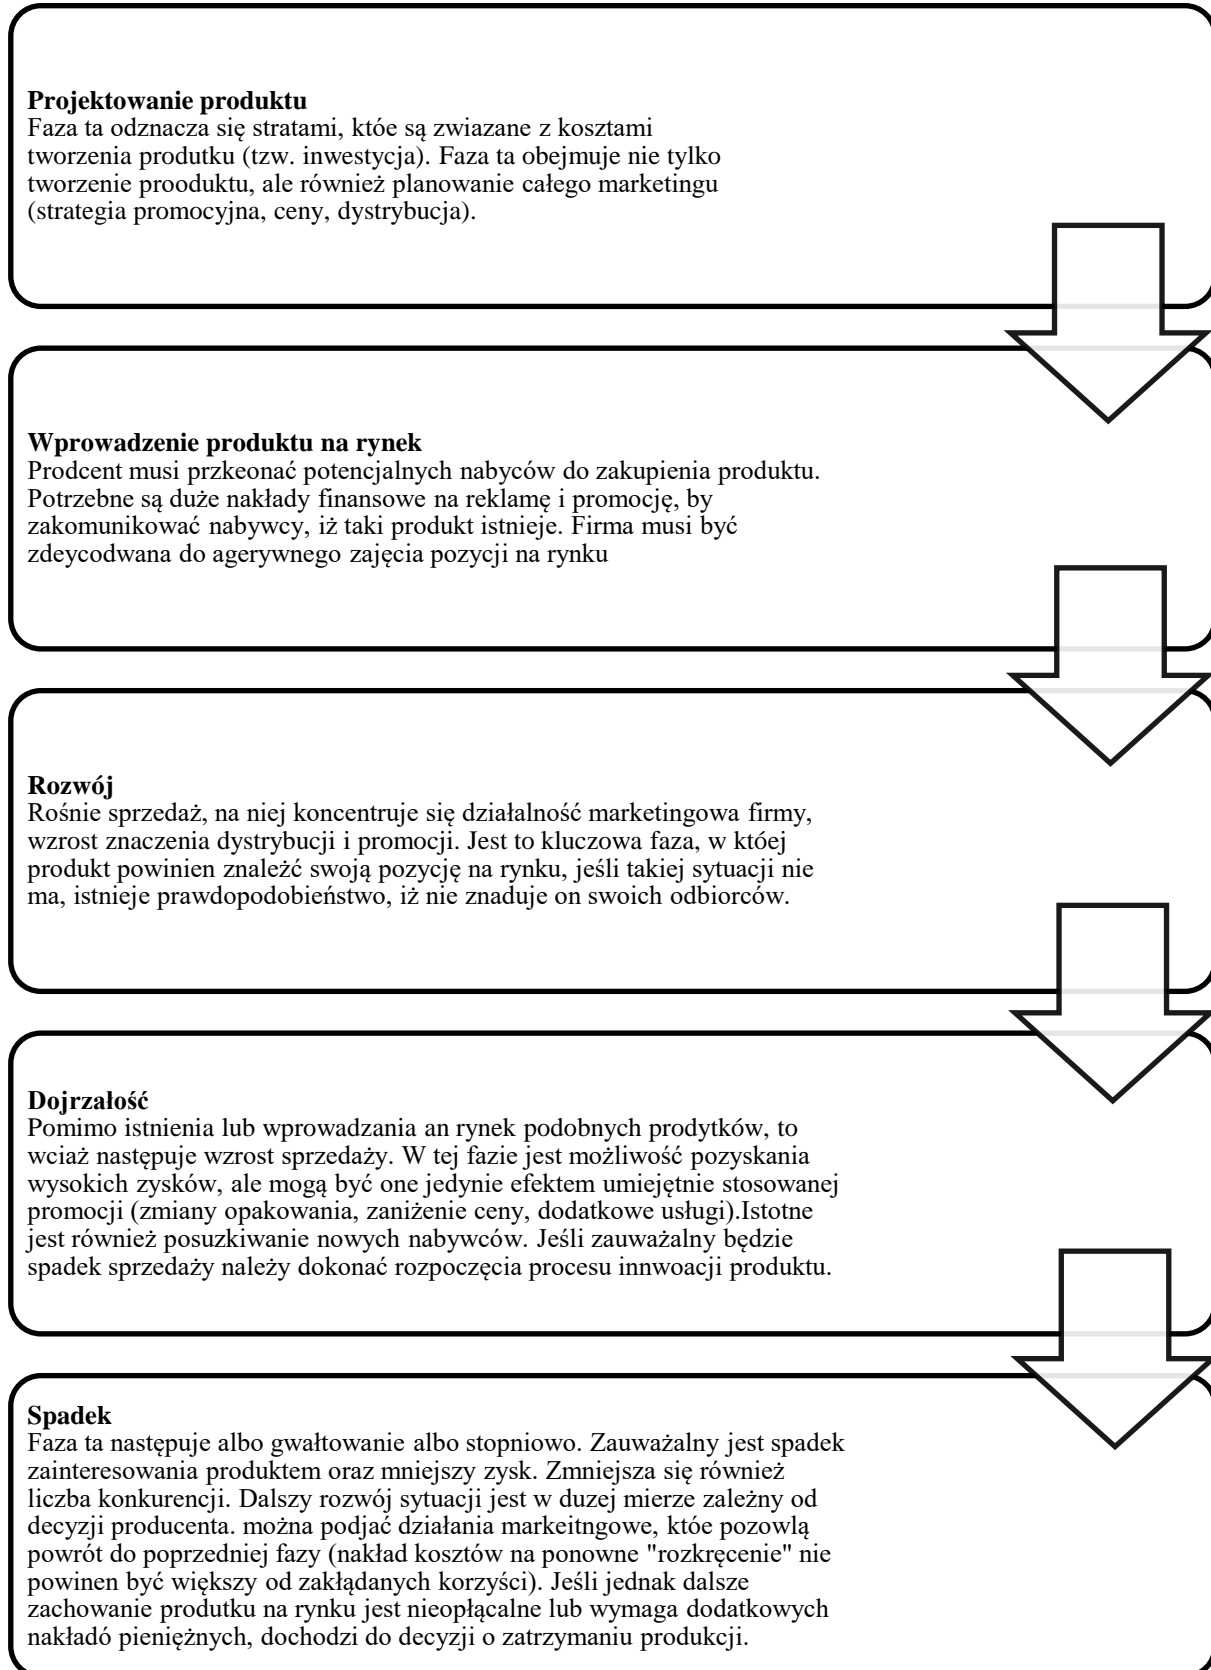 Projektowanie produktu
Faza ta odznacza się stratami, któe są zwiazane z kosztami
tworzenia produtku (tzw. inwestycja). Faza ta obejmuje nie tylko
tworzenie prooduktu, ale również planowanie całego marketingu
(strategia promocyjna, ceny, dystrybucja).
Wprowadzenie produktu na rynek
Prodcent musi przkeonać potencjalnych nabyców do zakupienia produktu.
Potrzebne są duże nakłady finansowe na reklamę i promocję, by
zakomunikować nabywcy, iż taki produkt istnieje. Firma musi być
zdeycodwana do agerywnego zajęcia pozycji na rynku
Rozwój
Rośnie sprzedaż, na niej koncentruje się działalność marketingowa firmy,
wzrost znaczenia dystrybucji i promocji. Jest to kluczowa faza, w któej
produkt powinien znaleźć swoją pozycję na rynku, jeśli takiej sytuacji nie
ma, istnieje prawdopodobieństwo, iż nie znaduje on swoich odbiorców.
Dojrzałość
Pomimo istnienia lub wprowadzania an rynek podobnych prodytków, to
wciaż następuje wzrost sprzedaży. W tej fazie jest możliwość pozyskania
wysokich zysków, ale mogą być one jedynie efektem umiejętnie stosowanej
promocji (zmiany opakowania, zaniżenie ceny, dodatkowe usługi).Istotne
jest również posuzkiwanie nowych nabywców. Jeśli zauważalny będzie
spadek sprzedaży należy dokonać rozpoczęcia procesu innwoacji produktu.
Spadek
Faza ta następuje albo gwałtowanie albo stopniowo. Zauważalny jest spadek
zainteresowania produktem oraz mniejszy zysk. Zmniejsza się również
liczba konkurencji. Dalszy rozwój sytuacji jest w duzej mierze zależny od
decyzji producenta. można podjać działania markeitngowe, któe pozowlą
powrót do poprzedniej fazy (nakład kosztów na ponowne "rozkręcenie" nie
powinen być większy od zakłądanych korzyści). Jeśli jednak dalsze
zachowanie produtku na rynku jest nieopłącalne lub wymaga dodatkowych
nakładó pieniężnych, dochodzi do decyzji o zatrzymaniu produkcji.